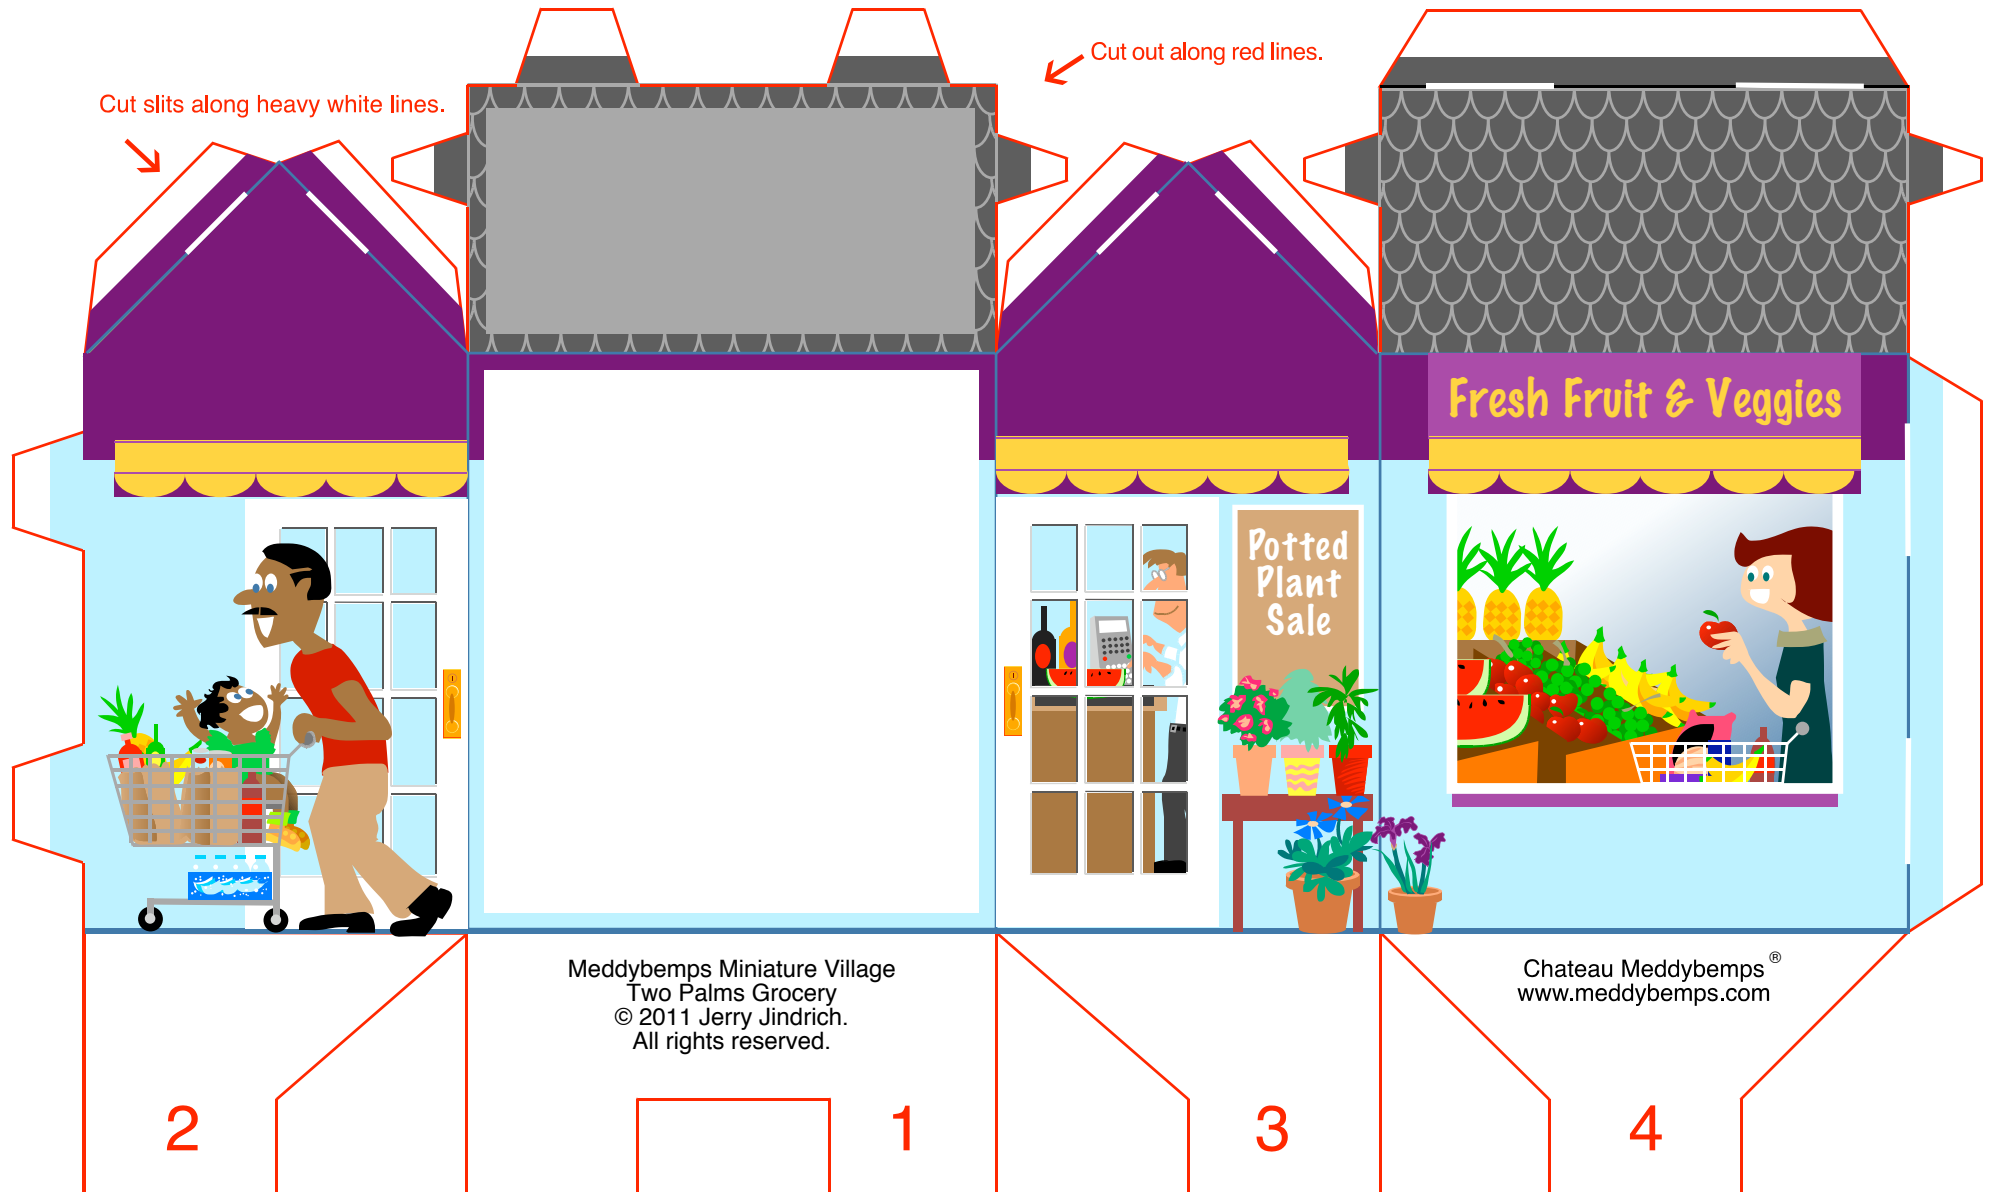 Cut out along red lines.
Cut slits along heavy white lines.
Fresh Fruit & Veggies
Potted
Plant
Sale
Meddybemps Miniature Village
Two Palms Grocery
© 2011 Jerry Jindrich.
All rights reserved.
Chateau Meddybemps ®
www.meddybemps.com
2
1
3
4